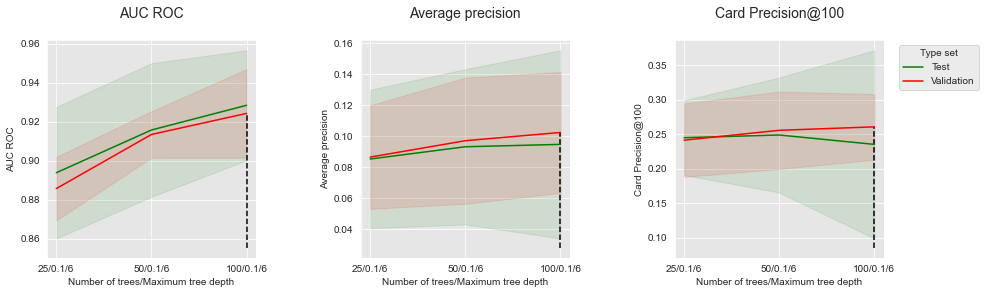 AUC ROC
0.96
0.94
0.92
0.90
0.88
0.86
AUC ROC
25/0.1/6 50/0.1/6 100/0.1/6
Number of trees/Maximum tree depth
Average precision
0.16
0.14
0.12
0.10
0.08
0.06
0.04
Average precision
25/0.1/6 50/0.1/6 100/0.1/6
Number of trees/Maximum tree depth
Card Precision@100
0.35
0.30
0.25
0.20
0.15
0.10
Card Precision@100
25/0.1/6 50/0.1/6 100/0.1/6
Number of trees/Maximum tree depth
Type set
Test
Validation